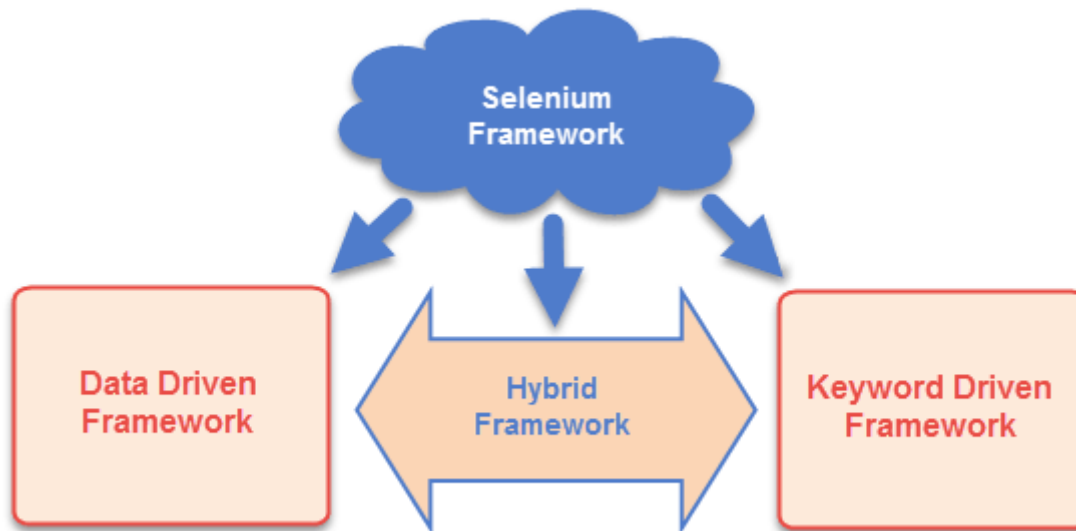 Selenium
Framework
Data Driven
Framework
Hybrid
Framework
Keyword Driven
Framework